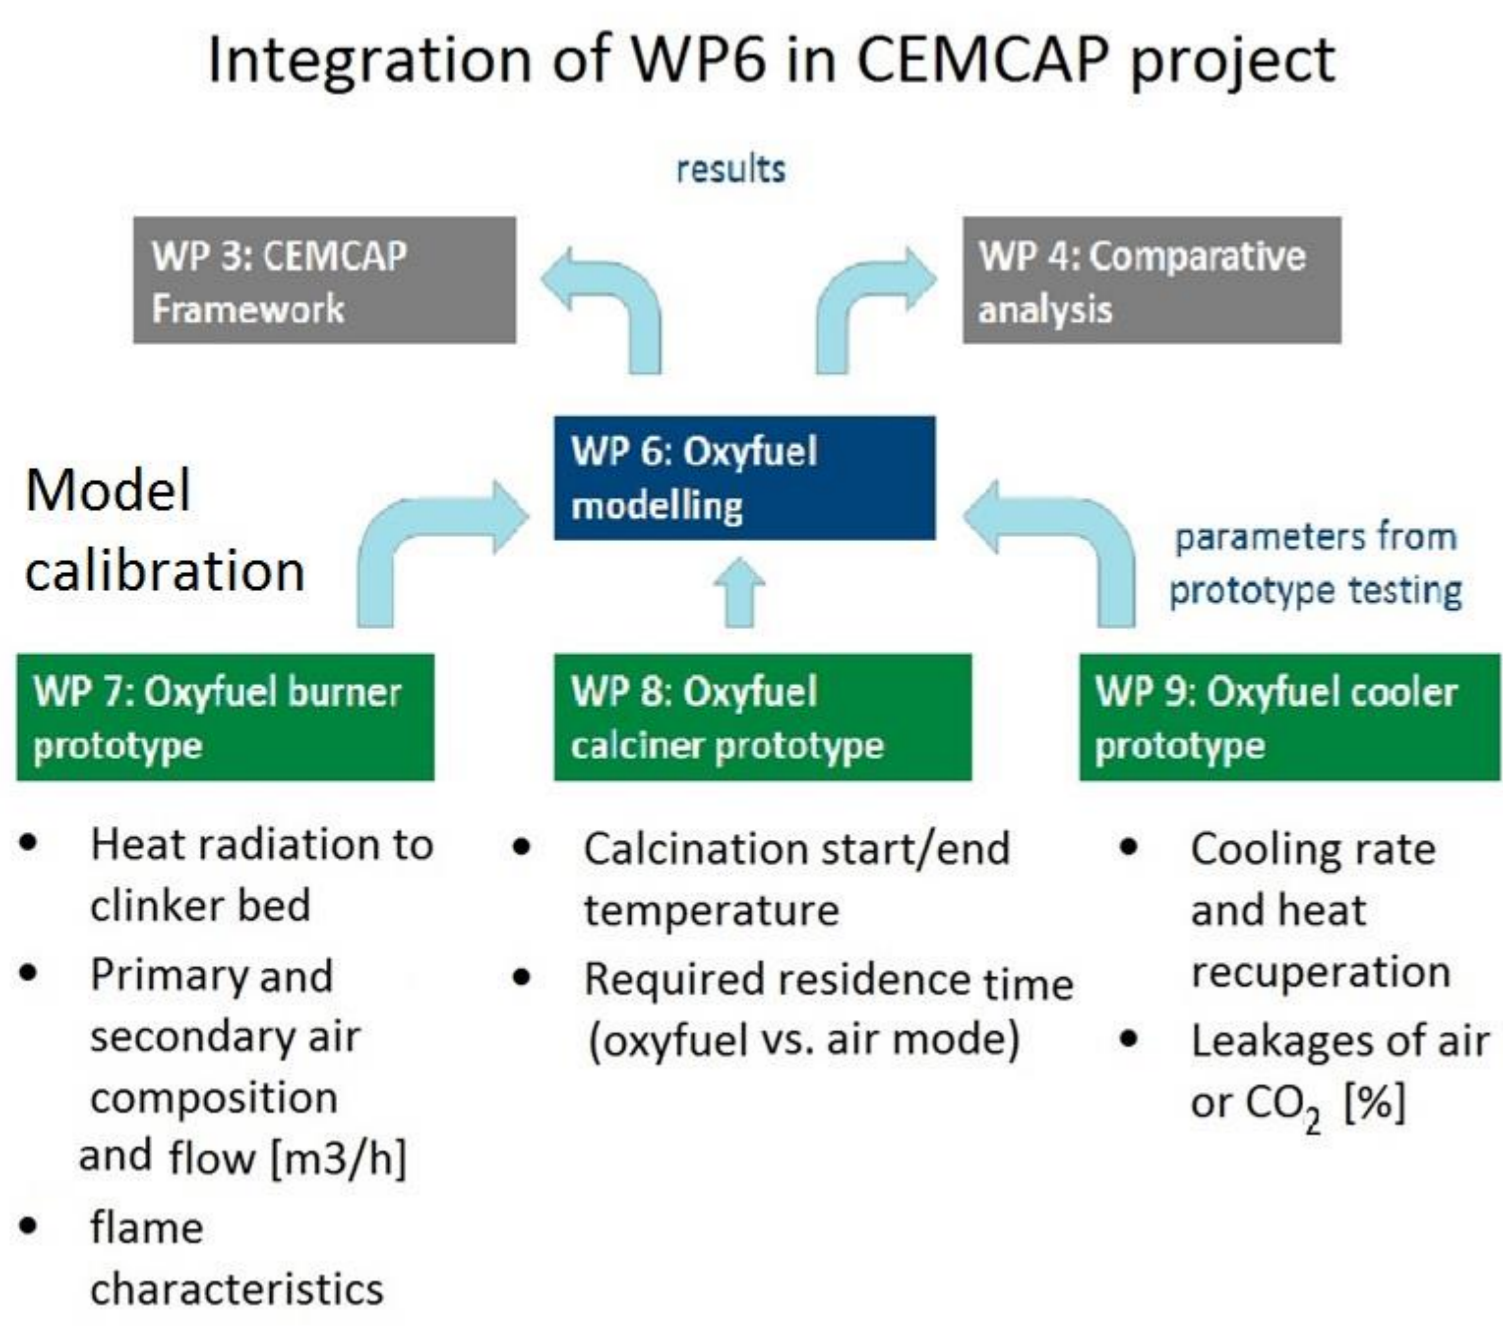 Integration of WP6 in CEMCAP project
results
WP 3: CEMCAP
Framework
WP 4: Comparative
analysis
WP 6: Oxyfuel
modelling
Model
calibration
parameters from
prototype testing
WP 7: Oxyfuel burner
prototype
WP 8: Oxyfuel
calciner prototype
WP 9: Oxyfuel cooler
prototype
• Heat radiation to
clinker bed
• Primary and
secondary air
composition
and flow [m3/h]
• flame
characteristics
• Calcination start/end
temperature
• Required residence time
(oxyfuel vs. air mode)
• Cooling rate
and heat
recuperation
• Leakages of air
or CO₂ [%]